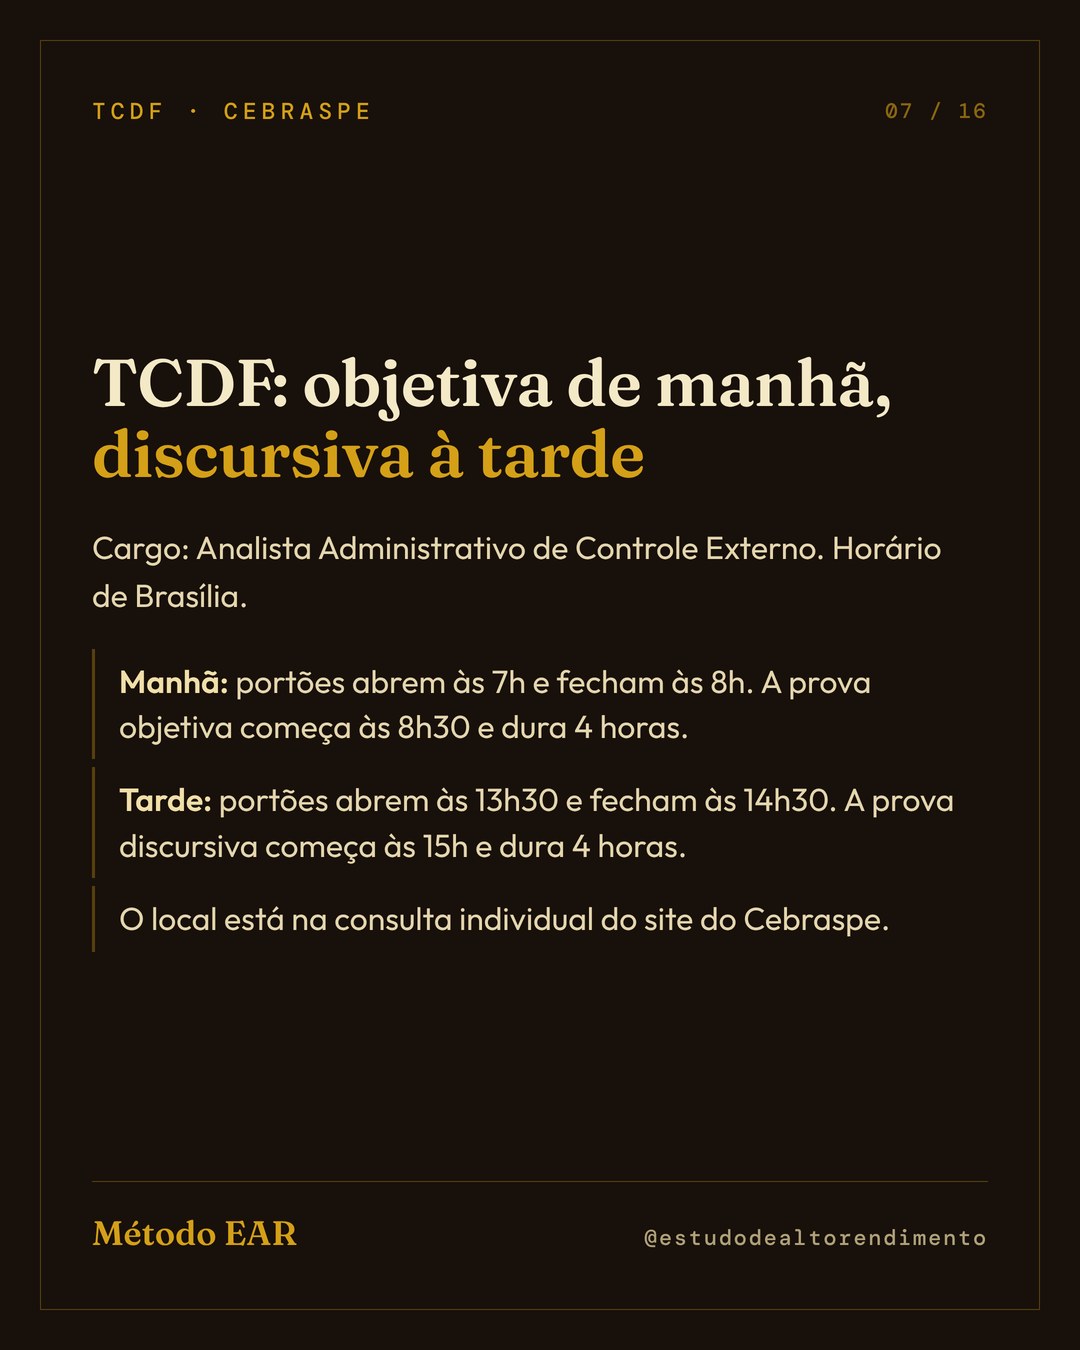 TCDF · CEBRASPE
07 / 16
TCDF: objetiva de manhã,
discursiva à tarde
Cargo: Analista Administrativo de Controle Externo. Horário
de Brasília.
Manhã: portões abrem às 7h e fecham às 8h. A prova
objetiva começa às 8h30 e dura 4 horas.
Tarde: portões abrem às 13h30 e fecham às 14h30. A prova
discursiva começa às 15h e dura 4 horas.
O local está na consulta individual do site do Cebraspe.
Método EAR
@estudodealtorendimento